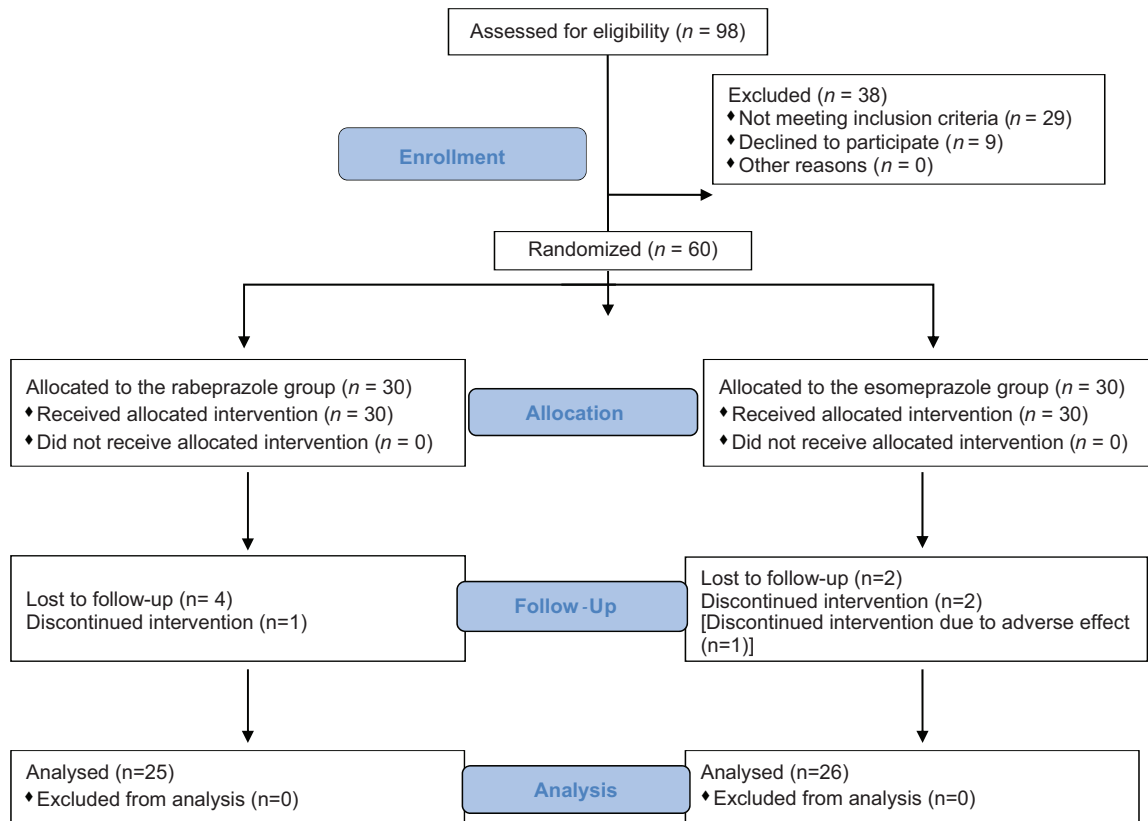 Assessed for eligibility (n = 98)
Excluded (n = 38)
♦ Not meeting inclusion criteria (n = 29)
♦ Declined to participate (n = 9)
♦ Other reasons (n = 0)
Enrollment
Randomized (n = 60)
Allocated to the rabeprazole group (n = 30)
♦ Received allocated intervention (n = 30)
♦ Did not receive allocated intervention (n = 0)
Allocation
Allocated to the esomeprazole group (n = 30)
♦ Received allocated intervention (n = 30)
♦ Did not receive allocated intervention (n = 0)
Lost to follow-up (n= 4)
Discontinued intervention (n=1)
Follow-Up
Lost to follow-up (n=2)
Discontinued intervention (n=2)
[Discontinued intervention due to adverse effect
(n=1)]
Analysed (n=25)
♦ Excluded from analysis (n=0)
Analysis
Analysed (n=26)
♦ Excluded from analysis (n=0)